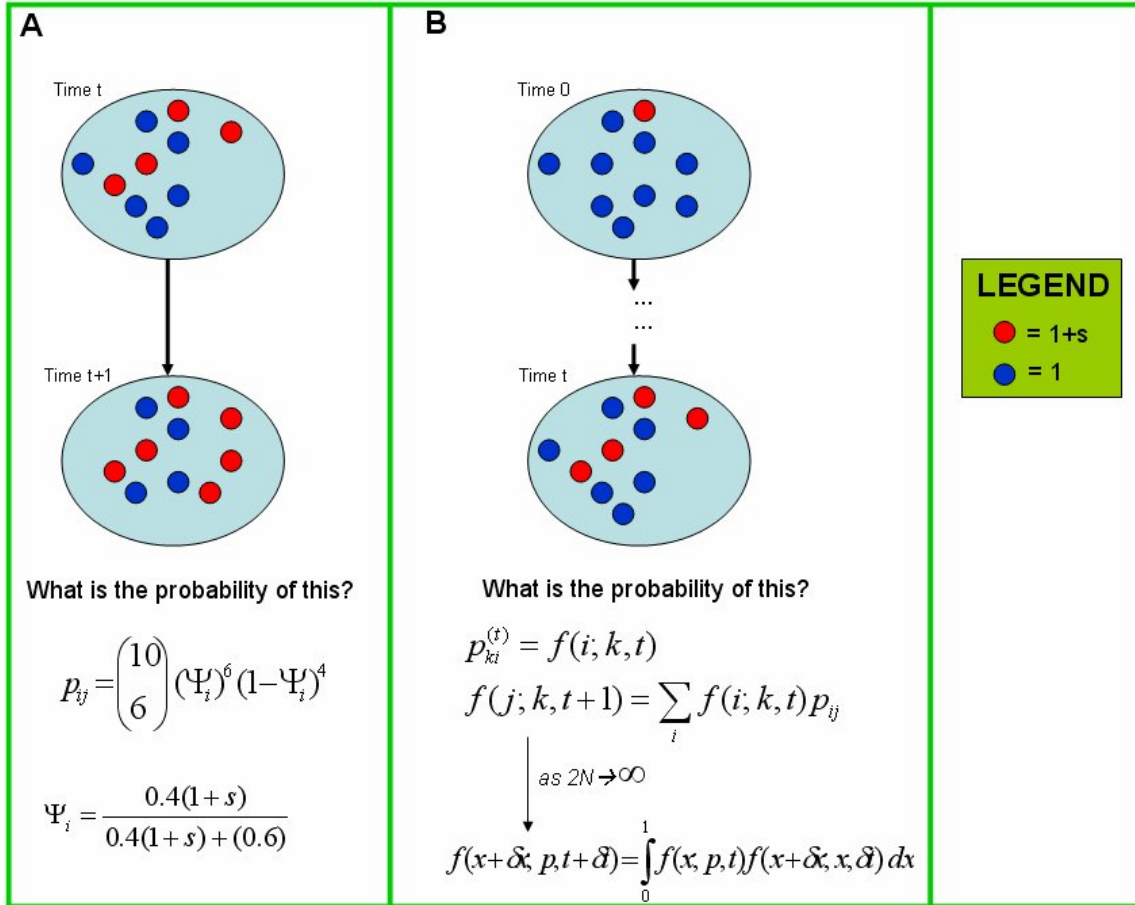 A
Time t
Time t+1
What is the probability of this?
p_ij = (10 6) (Ψ_i)^6 (1−Ψ_i)^4
Ψ_i = 0.4(1+s) / 0.4(1+s)+(0.6)
B
Time 0
...
...
Time t
What is the probability of this?
p_ki^(t) = f(i; k, t)
f(j; k, t+1) = ∑_i f(i; k, t) p_ij
as 2N→∞
f(x+δx; p, t+δt) = ∫_0^1 f(x; p, t) f(x+δx; x, δt) dx
LEGEND
= 1+s
= 1